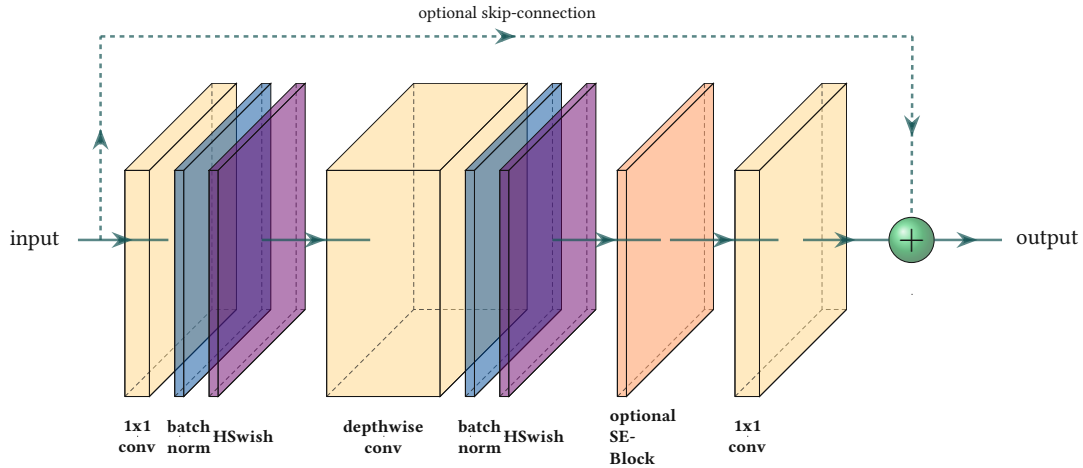 optional skip-connection
input
output
1x1
conv
batch
norm
HSwish
depthwise
conv
batch
norm
HSwish
optional
SE-
Block
1x1
conv